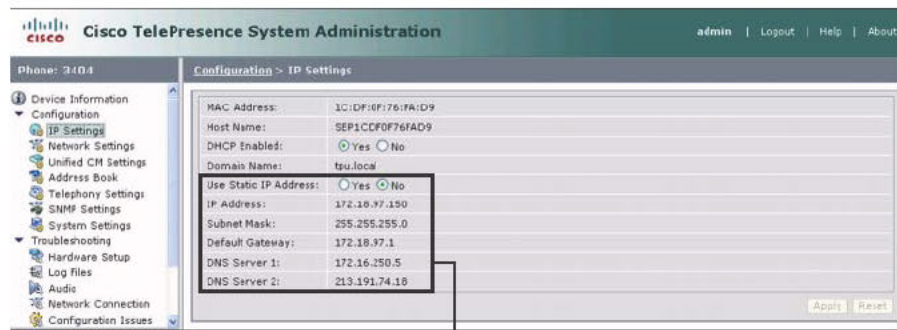 CISCO
Cisco TelePresence System Administration
admin | Logout | Help | About
Phone: 3404
Configuration > IP Settings
Device Information
Configuration
IP Settings
Network Settings
Unified CM Settings
Address Book
Telephony Settings
SNMP Settings
System Settings
Troubleshooting
Hardware Setup
Log Files
Audio
Network Connection
Configuration Issues
MAC Address: 1C:DF:0F:76:FA:D9
Host Name: SEP1CDF0F76FAD9
DHCP Enabled: Yes No
Domain Name: tpu.local
Use Static IP Address: Yes No
IP Address: 172.18.97.150
Subnet Mask: 255.255.255.0
Default Gateway: 172.18.97.1
DNS Server 1: 172.16.250.5
DNS Server 2: 213.191.74.18
Apply Reset